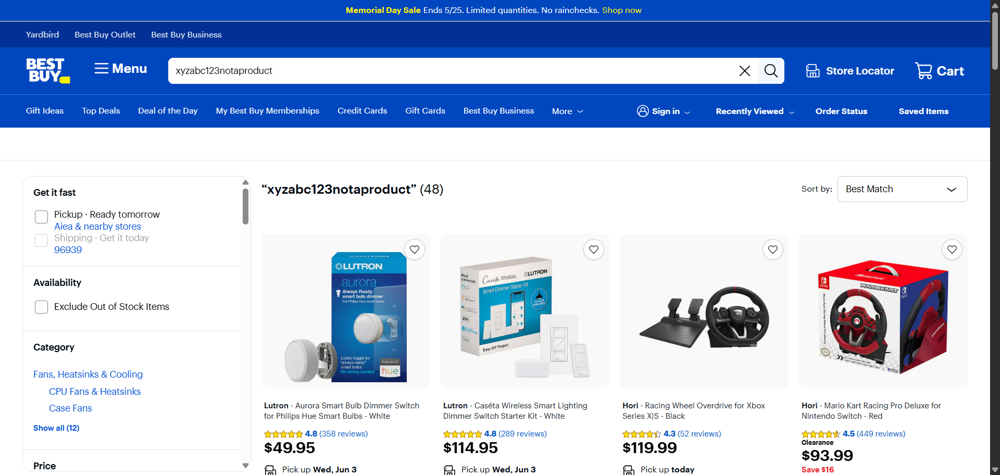 Memorial Day Sale Ends 5/25. Limited quantities. No rainchecks. Shop now
Yardbird
Best Buy Outlet
Best Buy Business
BEST BUY
Menu
xyzabc123notaproduct
Store Locator
Cart
Gift Ideas
Top Deals
Deal of the Day
My Best Buy Memberships
Credit Cards
Gift Cards
Best Buy Business
More
Sign in
Recently Viewed
Order Status
Saved Items
Get it fast
Pickup · Ready tomorrow
Aiea & nearby stores
Shipping · Get it today
96939
Availability
Exclude Out of Stock Items
Category
Fans, Heatsinks & Cooling
CPU Fans & Heatsinks
Case Fans
Show all (12)
Price
“xyzabc123notaproduct” (48)
Sort by:
Best Match
LUTRON
LUTRON
aurora
Always Ready
smart bulb dimmer
For Philips Hue smart bulbs
Locks toggle for
"always ready"
smart bulbs
No wiring needed
Friends of
hue
Lutron - Aurora Smart Bulb Dimmer Switch
for Philips Hue Smart Bulbs - White
4.8 (358 reviews)
$49.95
Pick up Wed, Jun 3
Most
connected
Caséta Wireless
LUTRON
Smart Dimmer Starter Kit
Easy DIY Project
Lutron - Caséta Wireless Smart Lighting
Dimmer Switch Starter Kit - White
4.8 (289 reviews)
$114.95
Pick up Wed, Jun 3
Hori - Racing Wheel Overdrive for Xbox
Series X|S - Black
4.3 (52 reviews)
$119.99
Pick up today
MARIOKART
Mario Kart Racing Wheel Pro Deluxe
Hori - Mario Kart Racing Pro Deluxe for
Nintendo Switch - Red
4.5 (449 reviews)
Clearance
$93.99
Save $16